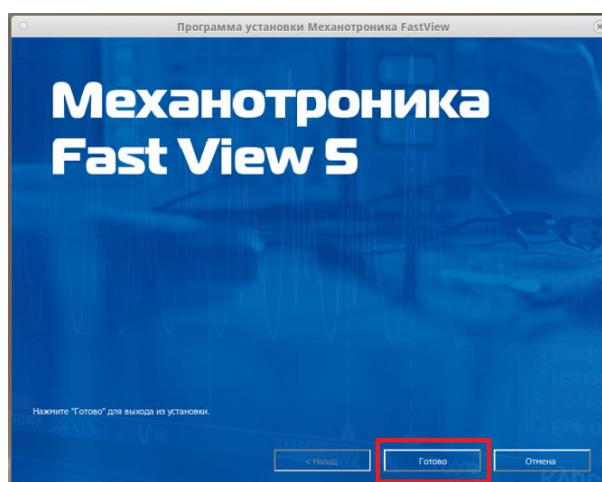 Программа установки Механотроника FastView
Механотроника
Fast View 5
Нажмите "Готово" для выхода из установки.
< Назад
Готово
Отмена